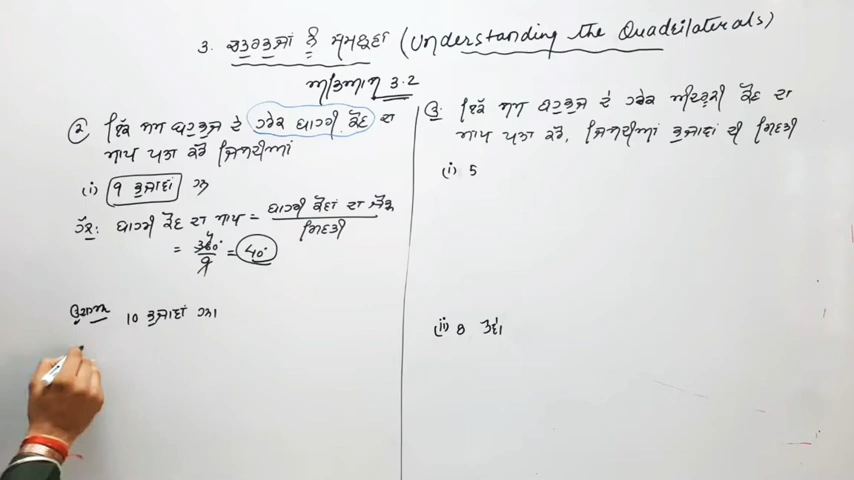 3. ਚਤੁਰਭੁਜਾਂ ਨੂੰ ਸਮਝਣਾ (Understanding the Quadrilaterals)
ਅਭਿਆਸ 3.2
② ਇੱਕ ਸਮ ਬਹੁਭੁਜ ਦੇ ਹਰੇਕ ਬਾਹਰੀ ਕੋਣ ਦਾ
ਮਾਪ ਪਤਾ ਕਰੋ ਜਿਸਦੀਆਂ
(i) 9 ਭੁਜਾਵਾਂ ਹਨ
ਹੱਲ: ਬਾਹਰੀ ਕੋਣ ਦਾ ਮਾਪ = ਬਾਹਰੀ ਕੋਣਾਂ ਦਾ ਜੋੜ / ਗਿਣਤੀ
= 360° / 9 = 40°
10 ਭੁਜਾਵਾਂ ਹਨ।
Q: ਇੱਕ ਸਮ ਬਹੁਭੁਜ ਦੇ ਹਰੇਕ ਅੰਦਰੂਨੀ ਕੋਣ ਦਾ
ਮਾਪ ਪਤਾ ਕਰੋ, ਜਿਸਦੀਆਂ ਭੁਜਾਵਾਂ ਦੀ ਗਿਣਤੀ
(i) 5
(ii) 8 ਹੋਵੇ।